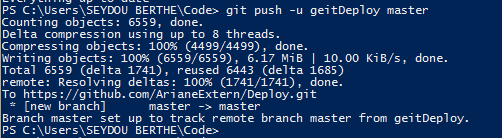 PS C:\Users\SEYDOU BERTHE\Code> git push -u geitDeploy master
Counting objects: 6559, done.
Delta compression using up to 8 threads.
Compressing objects: 100% (4499/4499), done.
Writing objects: 100% (6559/6559), 6.17 MiB | 10.00 KiB/s, done.
Total 6559 (delta 1741), reused 6443 (delta 1685)
remote: Resolving deltas: 100% (1741/1741), done.
To https://github.com/ArianeExtern/Deploy.git
 * [new branch]      master -> master
Branch master set up to track remote branch master from geitDeploy.
PS C:\Users\SEYDOU BERTHE\Code>